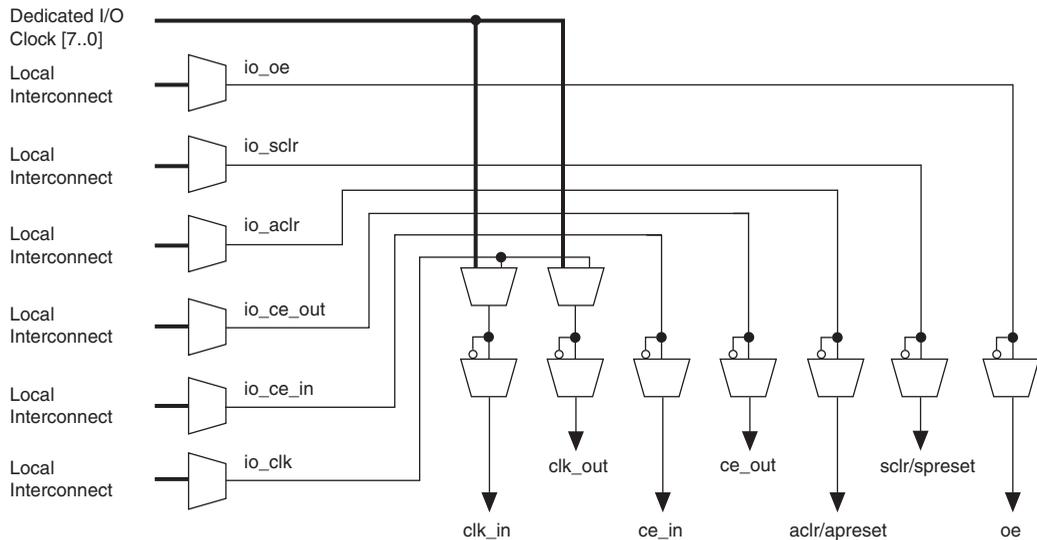 Dedicated I/O
Clock [7..0]
Local
Interconnect
io_oe
Local
Interconnect
io_sclr
Local
Interconnect
io_aclr
Local
Interconnect
io_ce_out
Local
Interconnect
io_ce_in
Local
Interconnect
io_clk
clk_out
ce_out
sclr/spreset
clk_in
ce_in
aclr/apreset
oe